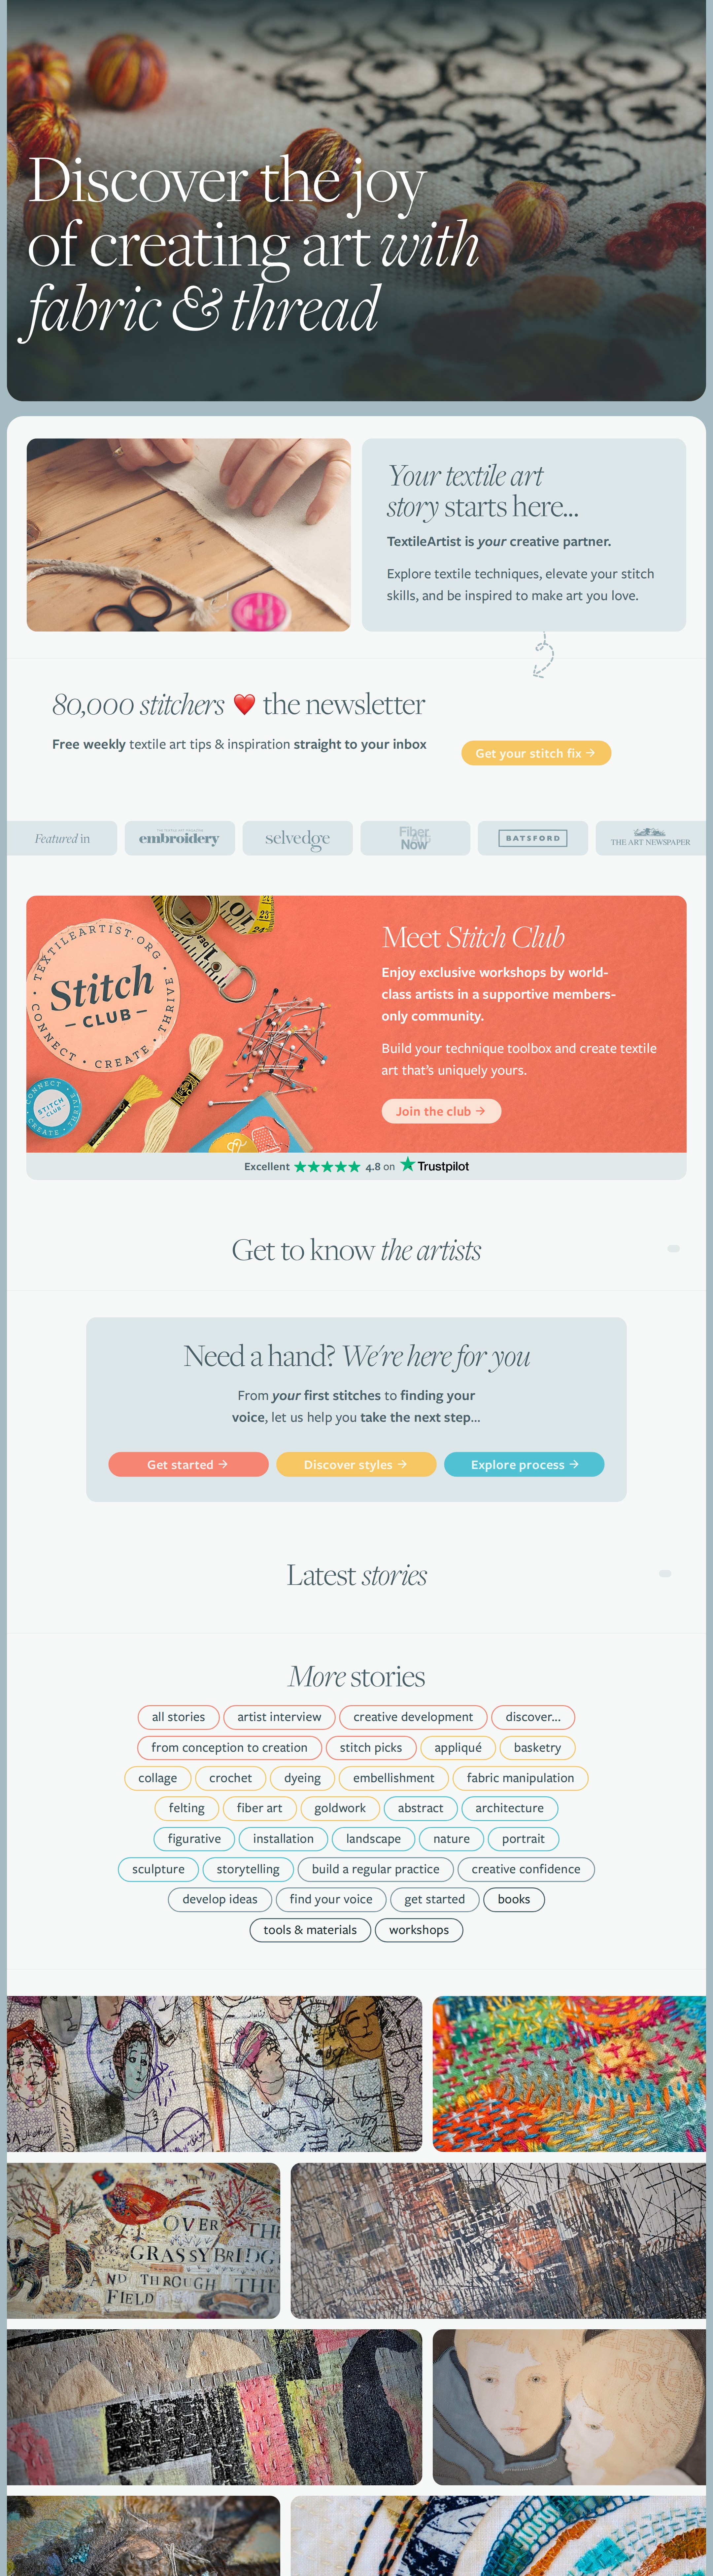 Discover the joy
of creating art with
fabric & thread
Your textile art
story starts here...
TextileArtist is your creative partner.
Explore textile techniques, elevate your stitch
skills, and be inspired to make art you love.
80,000 stitchers ❤️ the newsletter
Free weekly textile art tips & inspiration straight to your inbox
Get your stitch fix →
Featured in
embroidery
selvedge
Fiber
Art
Now
BATSFORD
THE ART NEWSPAPER
TEXTILEARTIST.ORG
Stitch
– CLUB –
CONNECT • CREATE • THRIVE
CONNECT
STITCH
CLUB
Meet Stitch Club
Enjoy exclusive workshops by world-
class artists in a supportive members-
only community.
Build your technique toolbox and create textile
art that's uniquely yours.
Join the club →
Excellent 4.8 on Trustpilot
Get to know the artists
Need a hand? We're here for you
From your first stitches to finding your
voice, let us help you take the next step...
Get started → Discover styles → Explore process →
Latest stories
More stories
all stories artist interview creative development discover...
from conception to creation stitch picks appliqué basketry
collage crochet dyeing embellishment fabric manipulation
felting fiber art goldwork abstract architecture
figurative installation landscape nature portrait
sculpture storytelling build a regular practice creative confidence
develop ideas find your voice get started books
tools & materials workshops
OVER THE
GRASSY BRIDG
AND THROUGH THE
FIELD